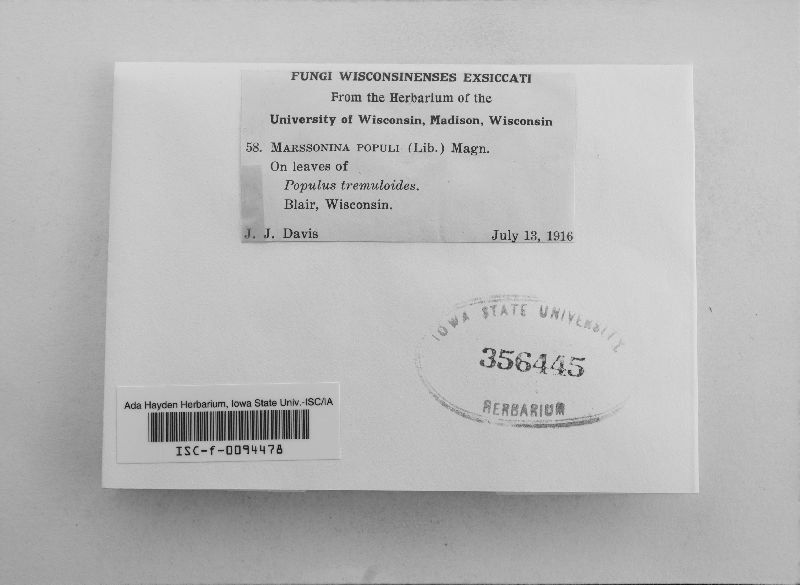 FUNGI WISCONSINENSES EXSICCATI
From the Herbarium of the
University of Wisconsin, Madison, Wisconsin
58. MARSSONINA POPULI (Lib.) Magn.
On leaves of
Populus tremuloides.
Blair, Wisconsin.
J. J. Davis July 13, 1916
IOWA STATE UNIVERSITY
356445
HERBARIUM
Ada Hayden Herbarium, Iowa State Univ.-ISC/IA
ISC-f-0094478